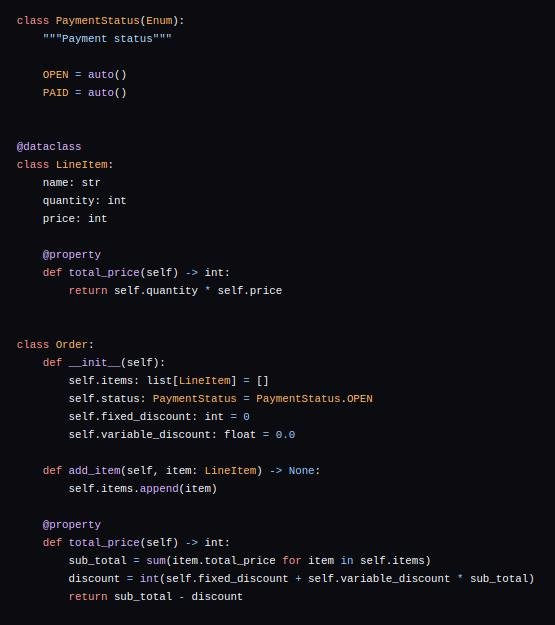 class PaymentStatus(Enum):
    """Payment status"""

    OPEN = auto()
    PAID = auto()


@dataclass
class LineItem:
    name: str
    quantity: int
    price: int

    @property
    def total_price(self) -> int:
        return self.quantity * self.price


class Order:
    def __init__(self):
        self.items: list[LineItem] = []
        self.status: PaymentStatus = PaymentStatus.OPEN
        self.fixed_discount: int = 0
        self.variable_discount: float = 0.0

    def add_item(self, item: LineItem) -> None:
        self.items.append(item)

    @property
    def total_price(self) -> int:
        sub_total = sum(item.total_price for item in self.items)
        discount = int(self.fixed_discount + self.variable_discount * sub_total)
        return sub_total - discount